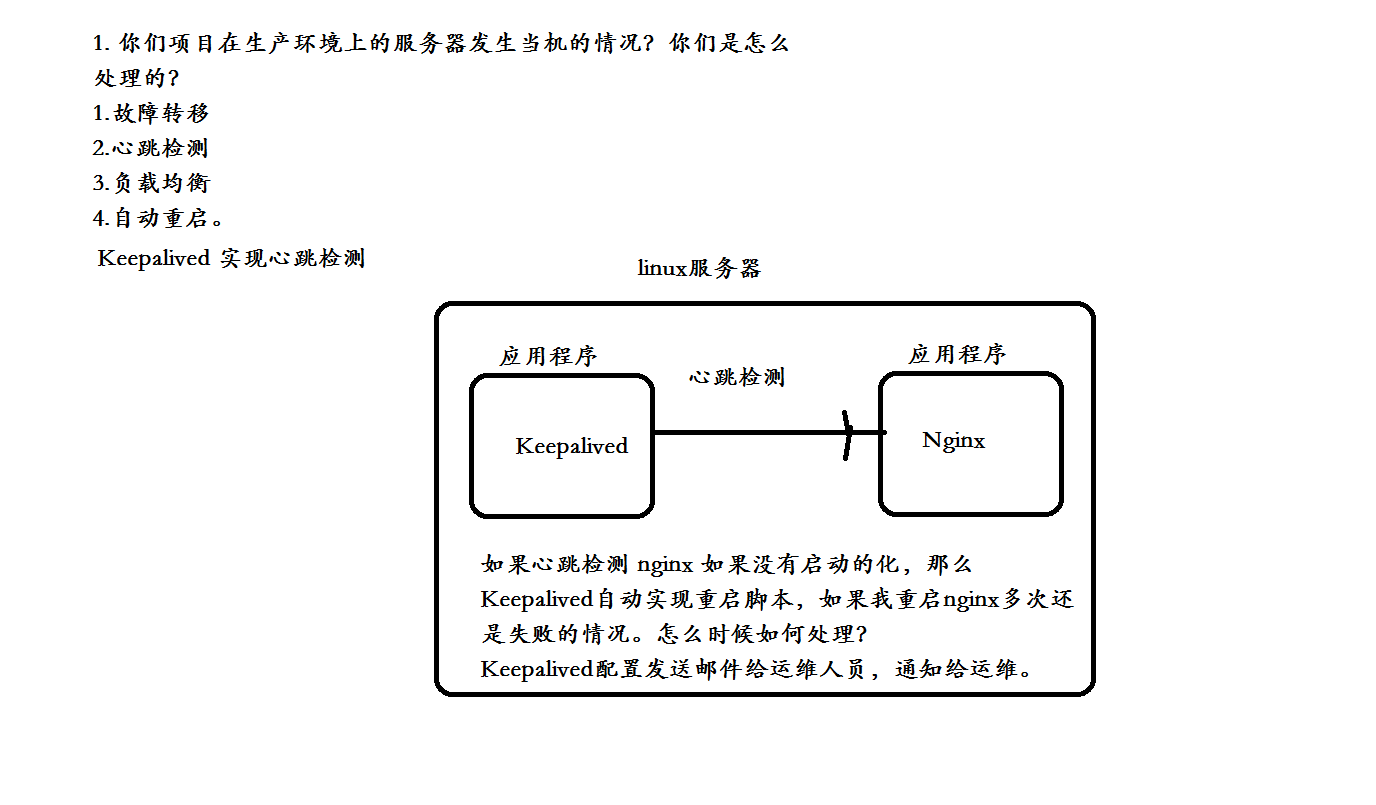 1. 你们项目在生产环境上的服务器发生当机的情况？你们是怎么
处理的？
1.故障转移
2.心跳检测
3.负载均衡
4.自动重启。
Keepalived 实现心跳检测
linux服务器
应用程序
心跳检测
应用程序
Keepalived
Nginx
如果心跳检测 nginx 如果没有启动的化，那么
Keepalived自动实现重启脚本，如果我重启nginx多次还
是失败的情况。怎么时候如何处理？
Keepalived配置发送邮件给运维人员，通知给运维。